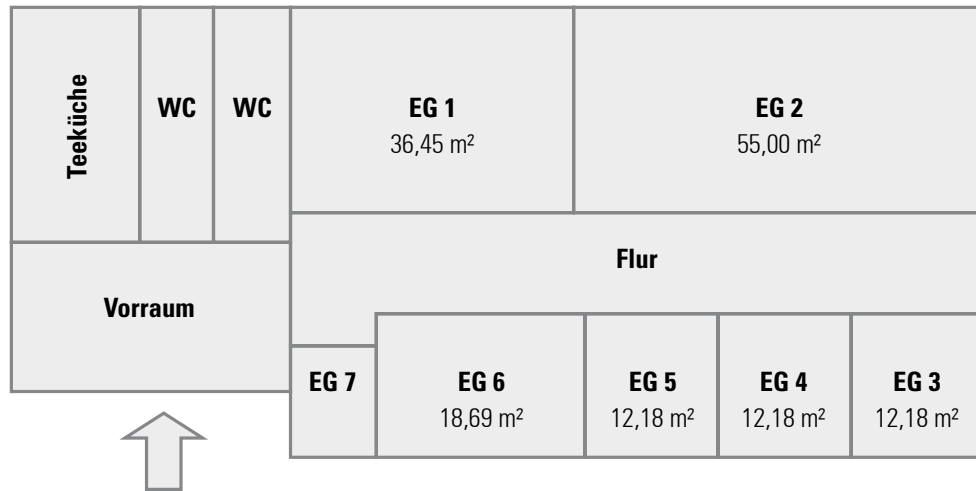 Teeküche
WC
WC
EG 1
36,45 m²
EG 2
55,00 m²
Flur
Vorraum
EG 7
EG 6
18,69 m²
EG 5
12,18 m²
EG 4
12,18 m²
EG 3
12,18 m²